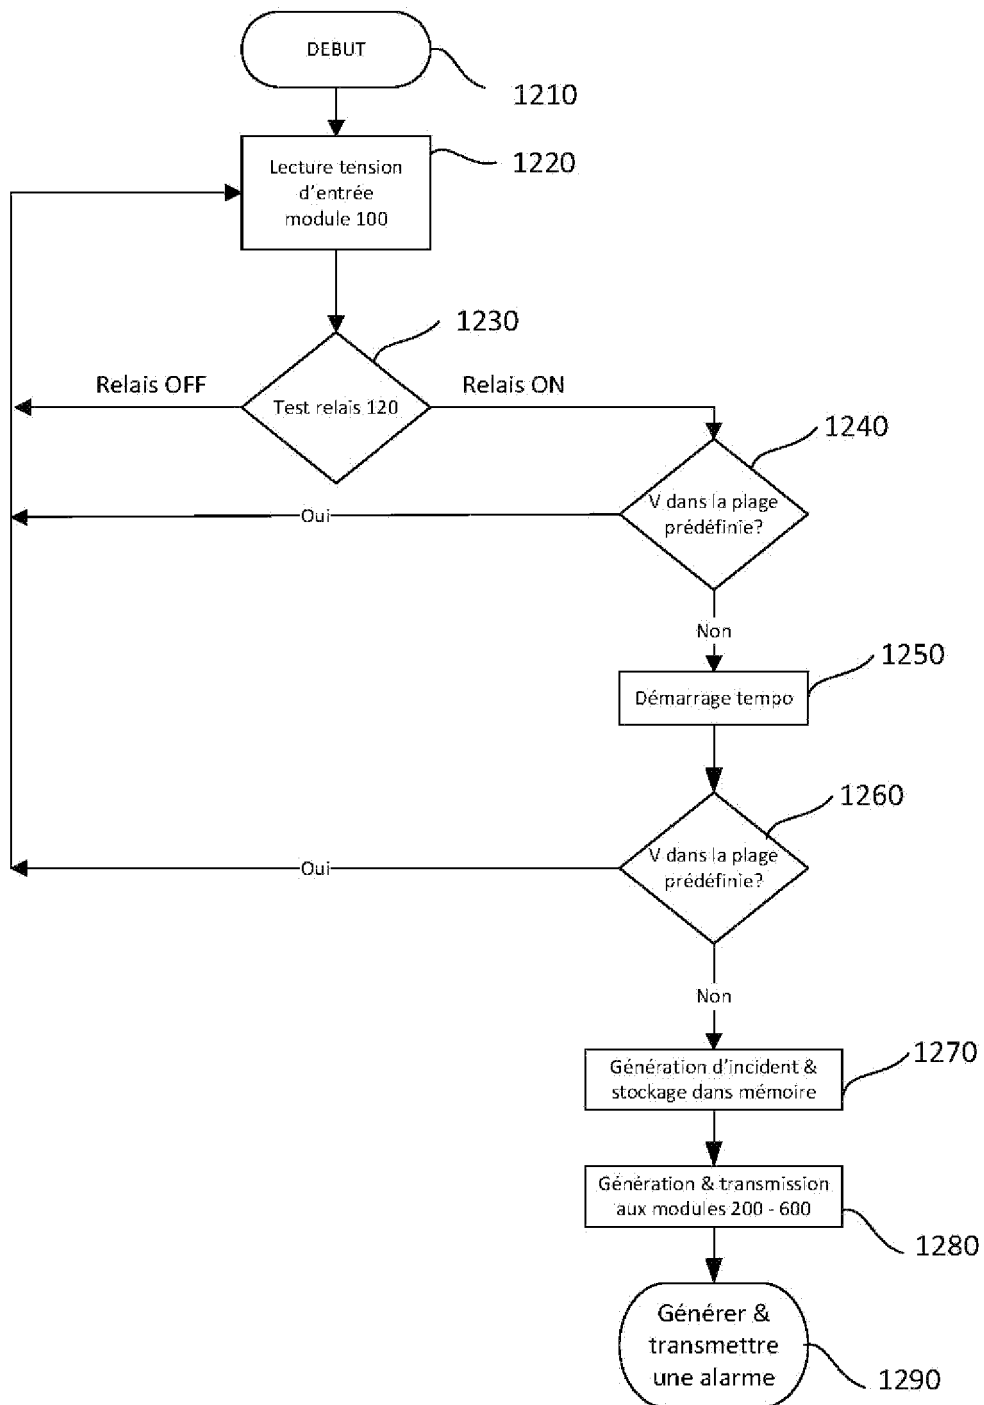 DEBUT
1210
Lecture tension
d'entrée
module 100
1220
1230
Relais OFF
Test relais 120
Relais ON
1240
V dans la plage
prédéfinie?
Oui
Non
1250
Démarrage tempo
1260
V dans la plage
prédéfinie?
Oui
Non
1270
Génération d'incident &
stockage dans mémoire
Génération & transmission
aux modules 200 - 600
1280
Générer &
transmettre
une alarme
1290